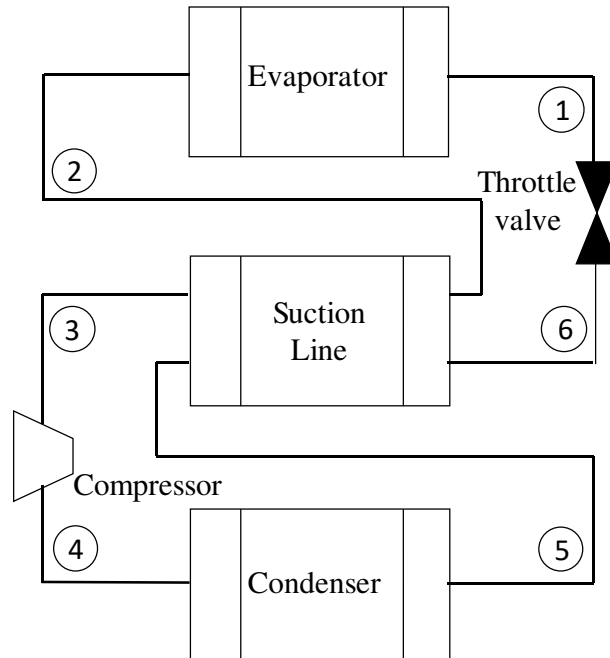 Evaporator
1
2
Throttle
valve
3
Suction
Line
6
Compressor
4
Condenser
5